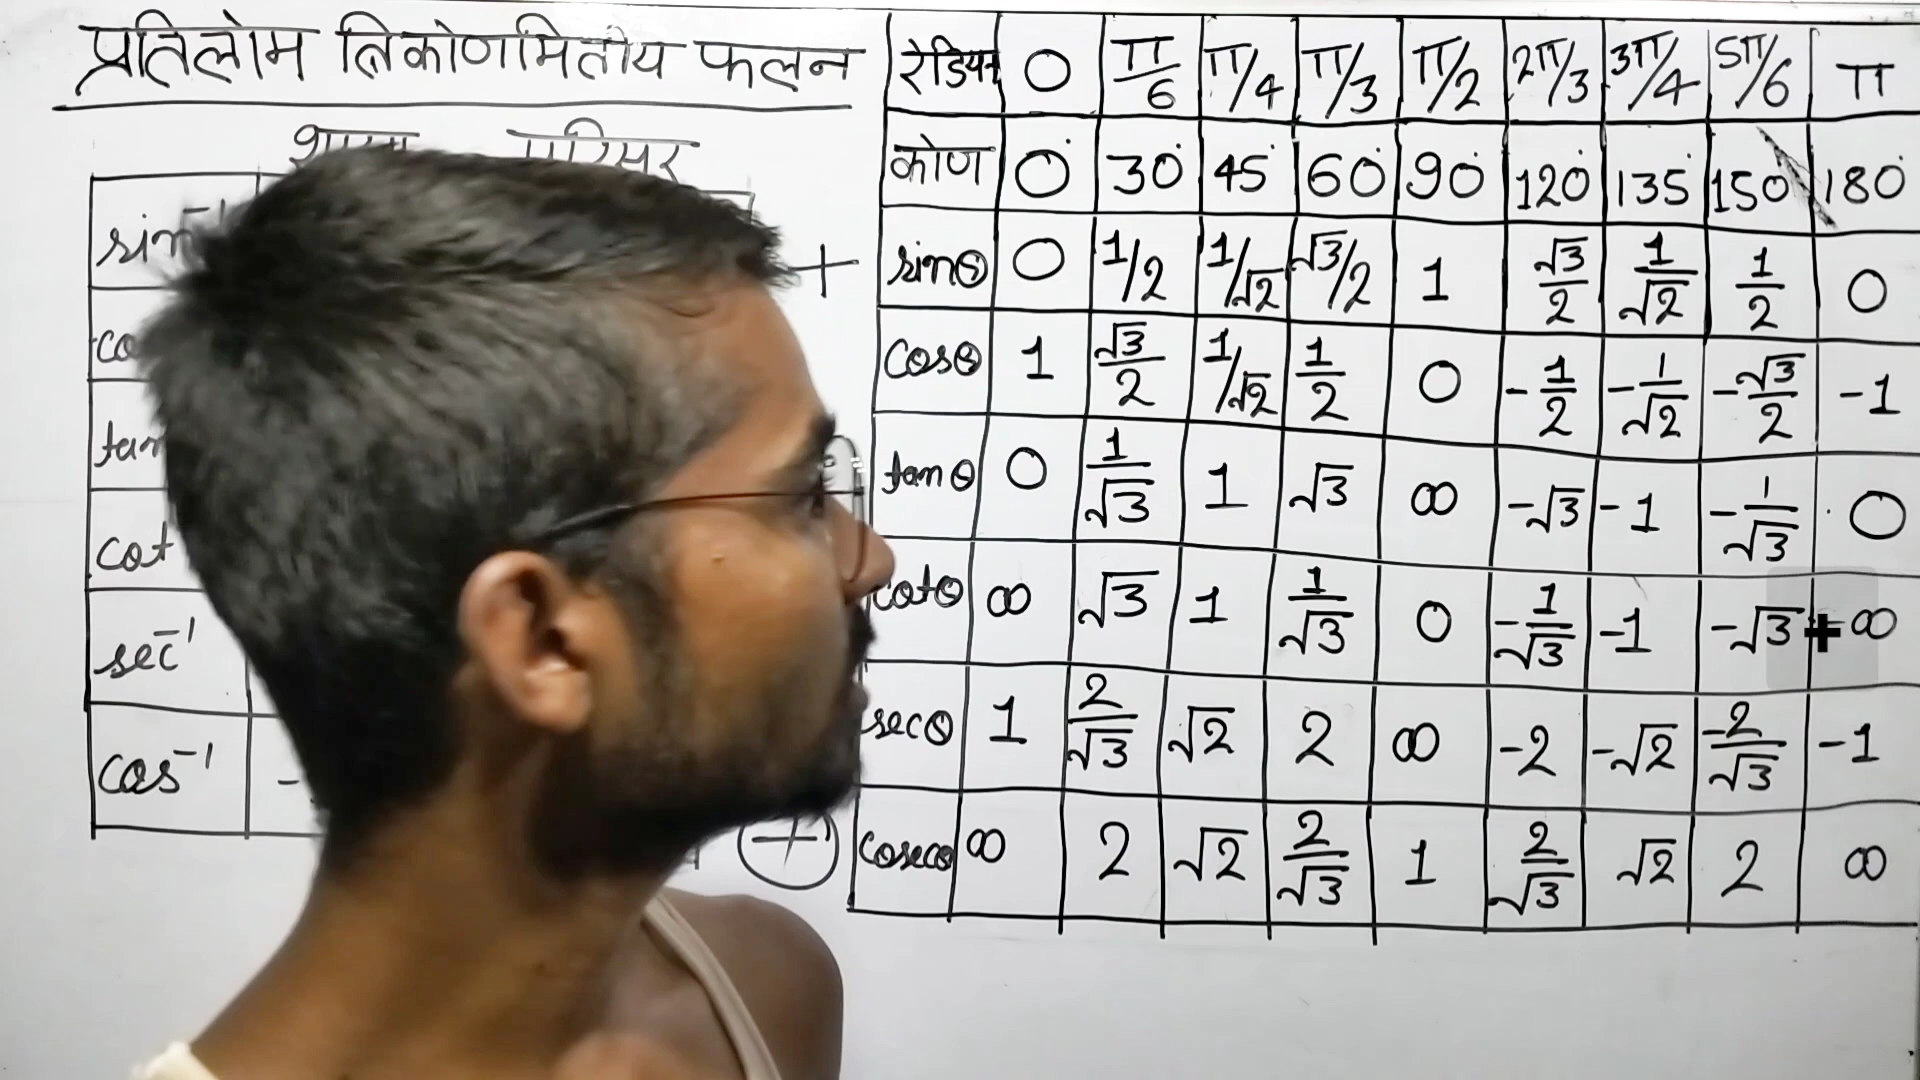 प्रतिलोम त्रिकोणमितीय फलन
परिसर
sin⁻¹
tan
cot
sec⁻¹
cos⁻¹ -
+
+
रेडियन 0 π/6 π/4 π/3 π/2 2π/3 3π/4 5π/6 π
कोण 0° 30° 45° 60° 90° 120° 135° 150° 180°
sinθ 0 1/2 1/√2 √3/2 1 √3/2 1/√2 1/2 0
cosθ 1 √3/2 1/√2 1/2 0 -1/2 -1/√2 -√3/2 -1
tanθ 0 1/√3 1 √3 ∞ -√3 -1 -1/√3 0
cotθ ∞ √3 1 1/√3 0 -1/√3 -1 -√3 +∞
secθ 1 2/√3 √2 2 ∞ -2 -√2 -2/√3 -1
cosecθ ∞ 2 √2 2/√3 1 2/√3 √2 2 ∞